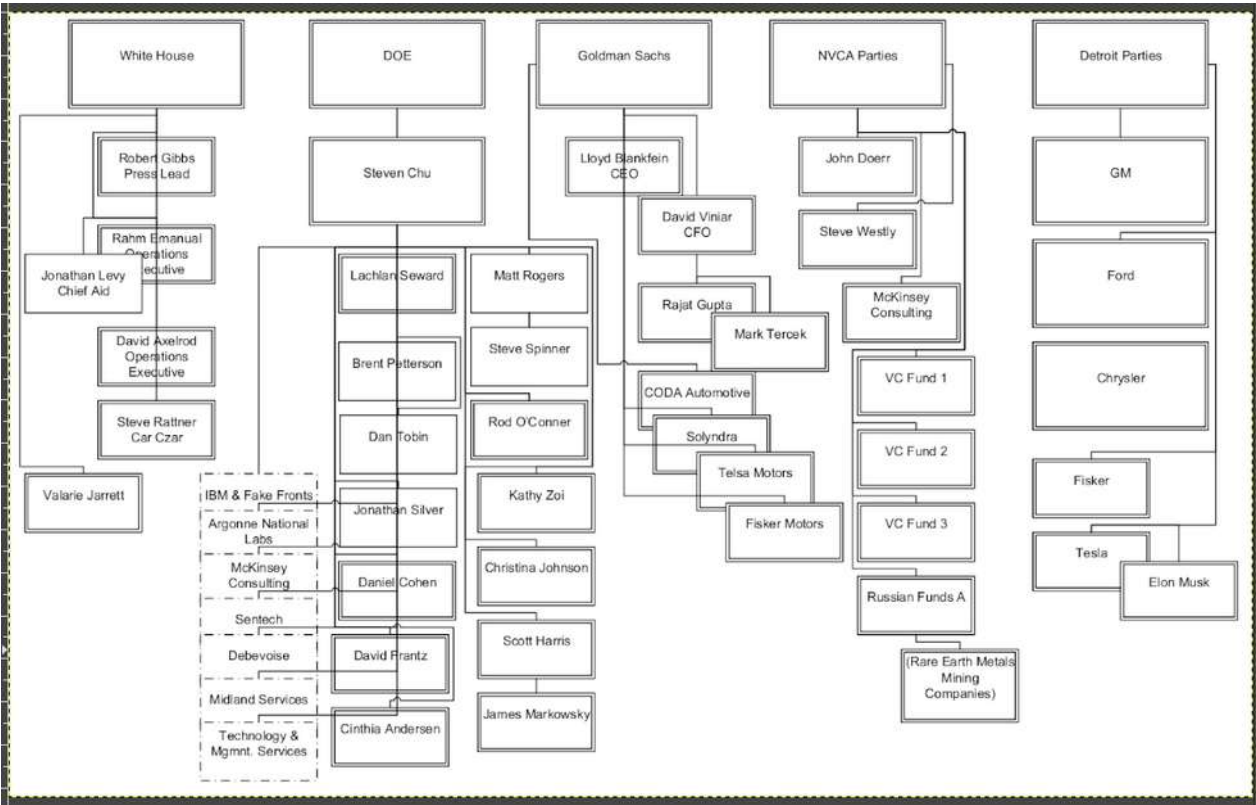 White House
DOE
Goldman Sachs
NVCA Parties
Detroit Parties
Robert Gibbs
Press Lead
Rahm Emanual
Operations
Executive
Jonathan Levy
Chief Aid
David Axelrod
Operations
Executive
Steve Rattner
Car Czar
Valarie Jarrett
Steven Chu
Lachlan Seward
Brent Petterson
Dan Tobin
Jonathan Silver
Daniel Cohen
David Frantz
Cinthia Andersen
IBM & Fake Fronts
Argonne National
Labs
McKinsey
Consulting
Sentech
Debevoise
Midland Services
Technology &
Mgmnt. Services
Matt Rogers
Steve Spinner
Rod O'Conner
Kathy Zoi
Christina Johnson
Scott Harris
James Markowsky
Lloyd Blankfein
CEO
David Viniar
CFO
Rajat Gupta
Mark Tercek
CODA Automotive
Solyndra
Telsa Motors
Fisker Motors
John Doerr
Steve Westly
McKinsey
Consulting
VC Fund 1
VC Fund 2
VC Fund 3
Russian Funds A
(Rare Earth Metals
Mining
Companies)
GM
Ford
Chrysler
Fisker
Tesla
Elon Musk